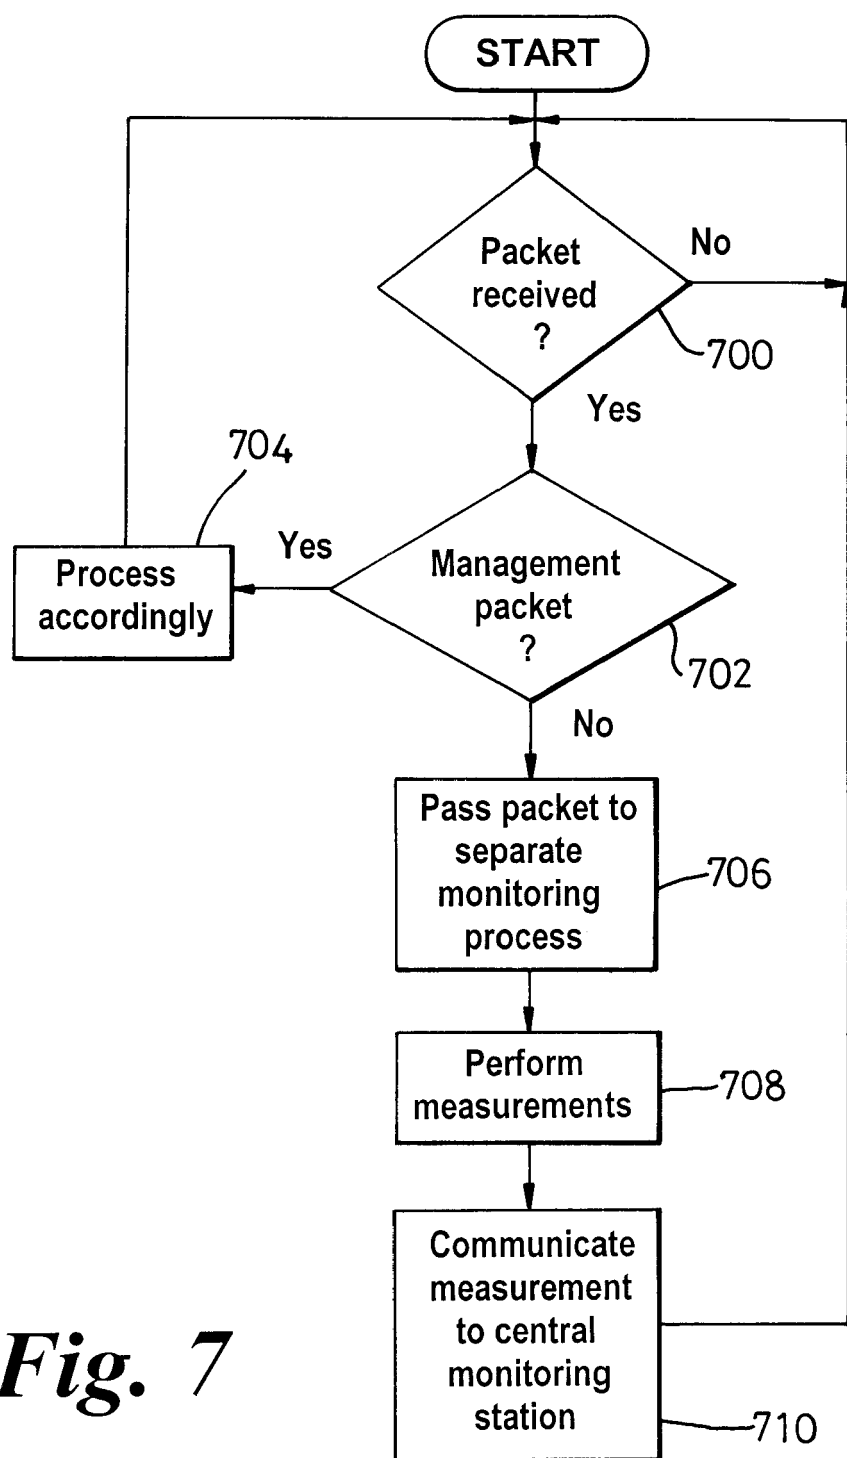 START
Packet
received
?
No
700
Yes
704
Yes
Process
accordingly
Management
packet
?
702
No
Pass packet to
separate
monitoring
process
706
Perform
measurements
708
Communicate
measurement
to central
monitoring
station
710
Fig. 7